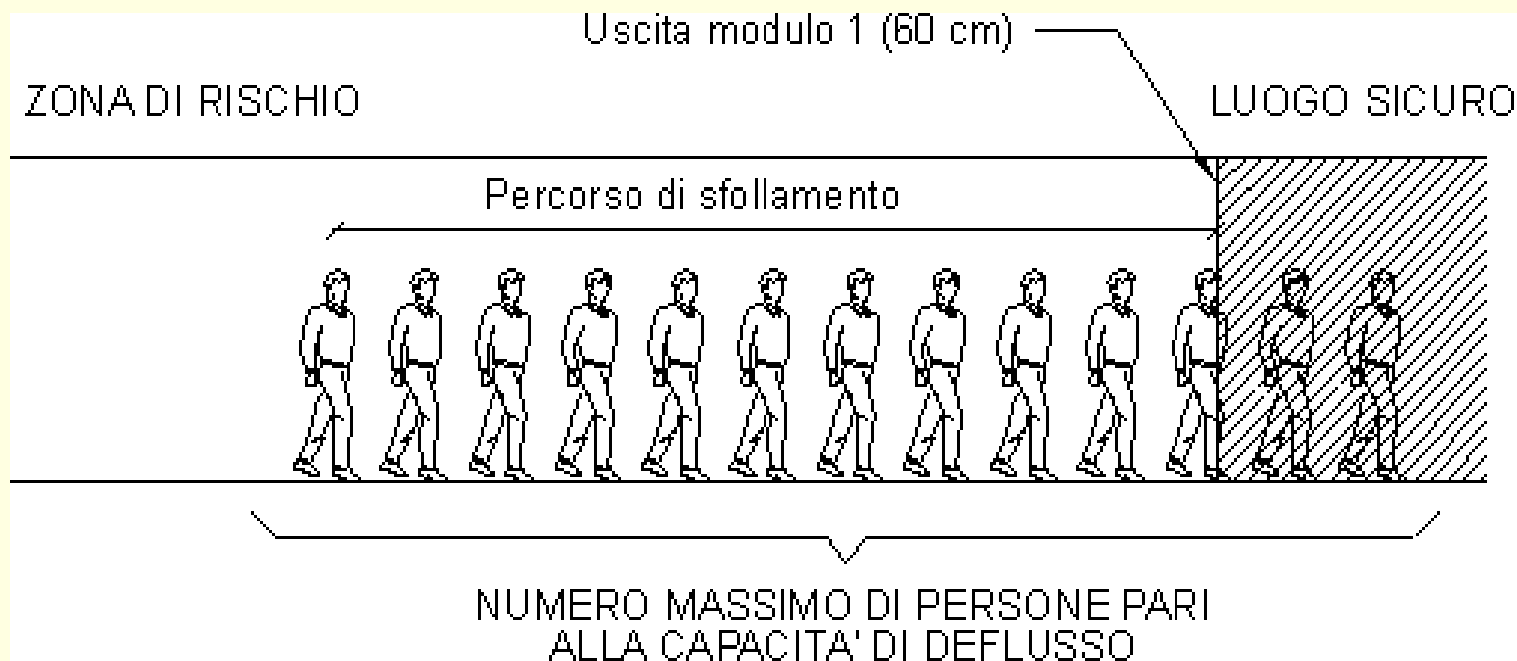 Uscita modulo 1 (60 cm)
ZONA DI RISCHIO
LUOGO SICURO
Percorso di sfollamento
NUMERO MASSIMO DI PERSONE PARI
ALLA CAPACITA' DI DEFLUSSO